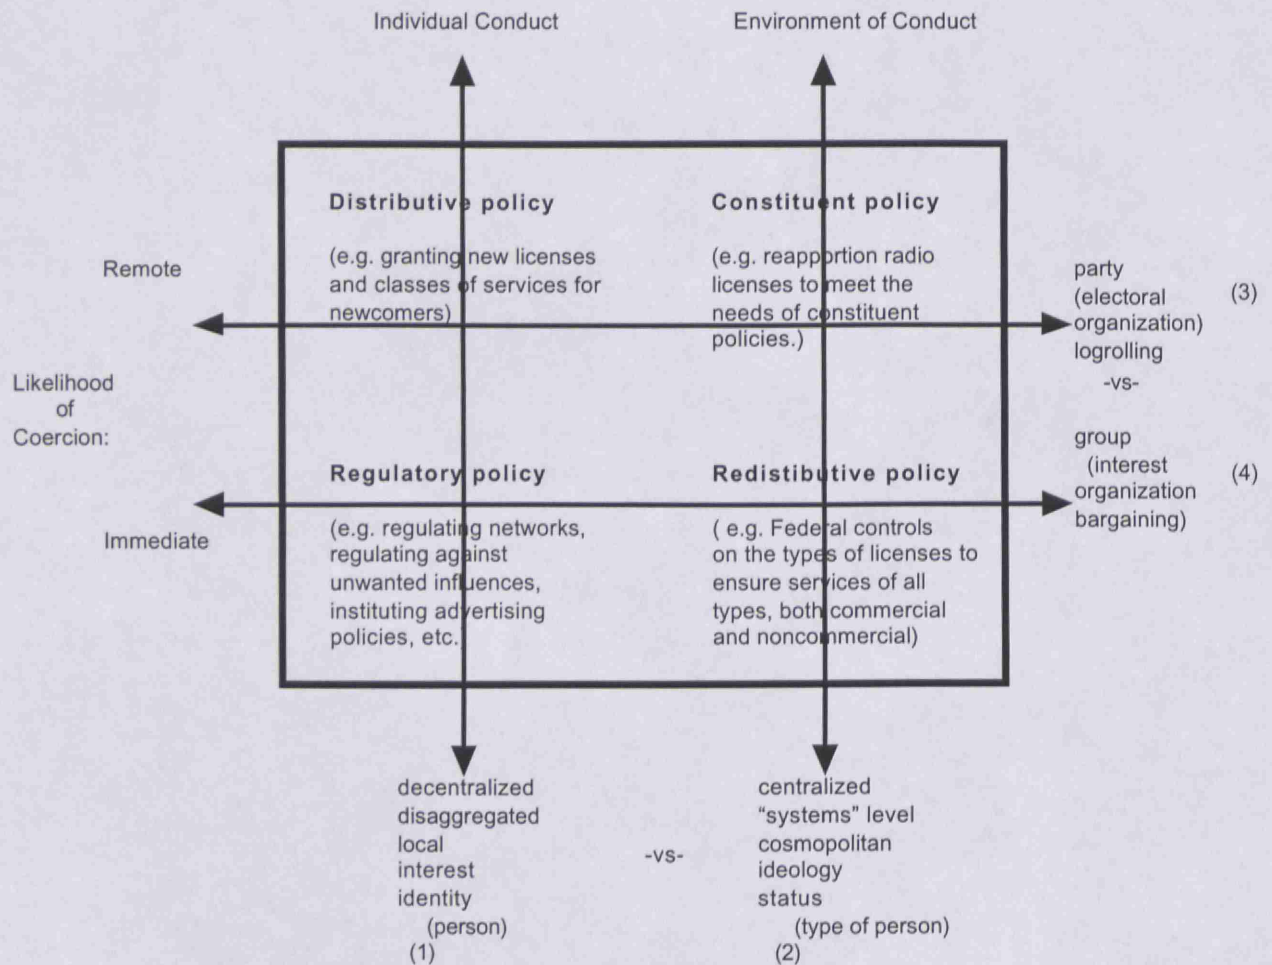 Individual Conduct
Environment of Conduct
Distributive policy
(e.g. granting new licenses
and classes of services for
newcomers)
Constituent policy
(e.g. reapportion radio
licenses to meet the
needs of constituent
policies.)
Remote
party
(electoral
organization)
logrolling
(3)
-vs-
Likelihood
of
Coercion:
Regulatory policy
(e.g. regulating networks,
regulating against
unwanted influences,
instituting advertising
policies, etc.
Redistibutive policy
( e.g. Federal controls
on the types of licenses to
ensure services of all
types, both commercial
and noncommercial)
group
(interest
organization
bargaining)
(4)
Immediate
decentralized
disaggregated
local
interest
identity
(person)
(1)
-vs-
centralized
“systems” level
cosmopolitan
ideology
status
(type of person)
(2)